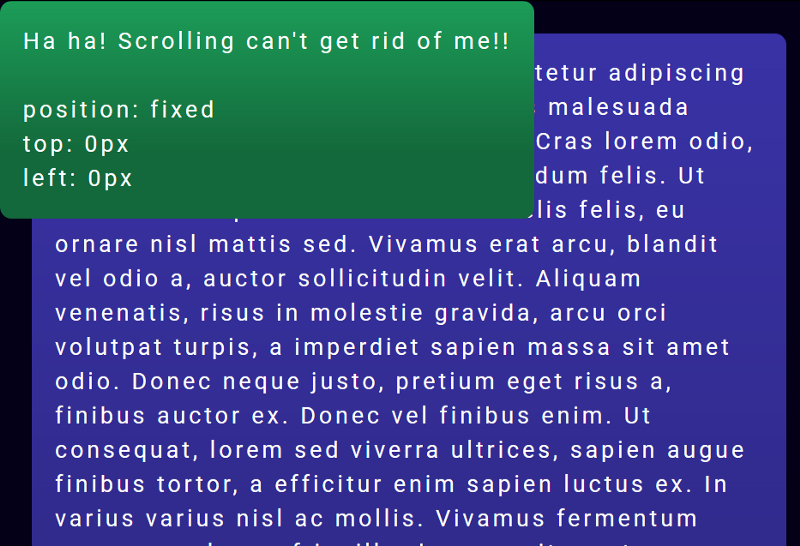 Ha ha! Scrolling can't get rid of me!!
position: fixed
top: 0px
left: 0px
adipiscing
malesuada
Cras lorem odio,
felis. Ut
felis, eu
ornare nisl mattis sed. Vivamus erat arcu, blandit
vel odio a, auctor sollicitudin velit. Aliquam
venenatis, risus in molestie gravida, arcu orci
volutpat turpis, a imperdiet sapien massa sit amet
odio. Donec neque justo, pretium eget risus a,
finibus auctor ex. Donec vel finibus enim. Ut
consequat, lorem sed viverra ultrices, sapien augue
finibus tortor, a efficitur enim sapien luctus ex. In
varius varius nisl ac mollis. Vivamus fermentum